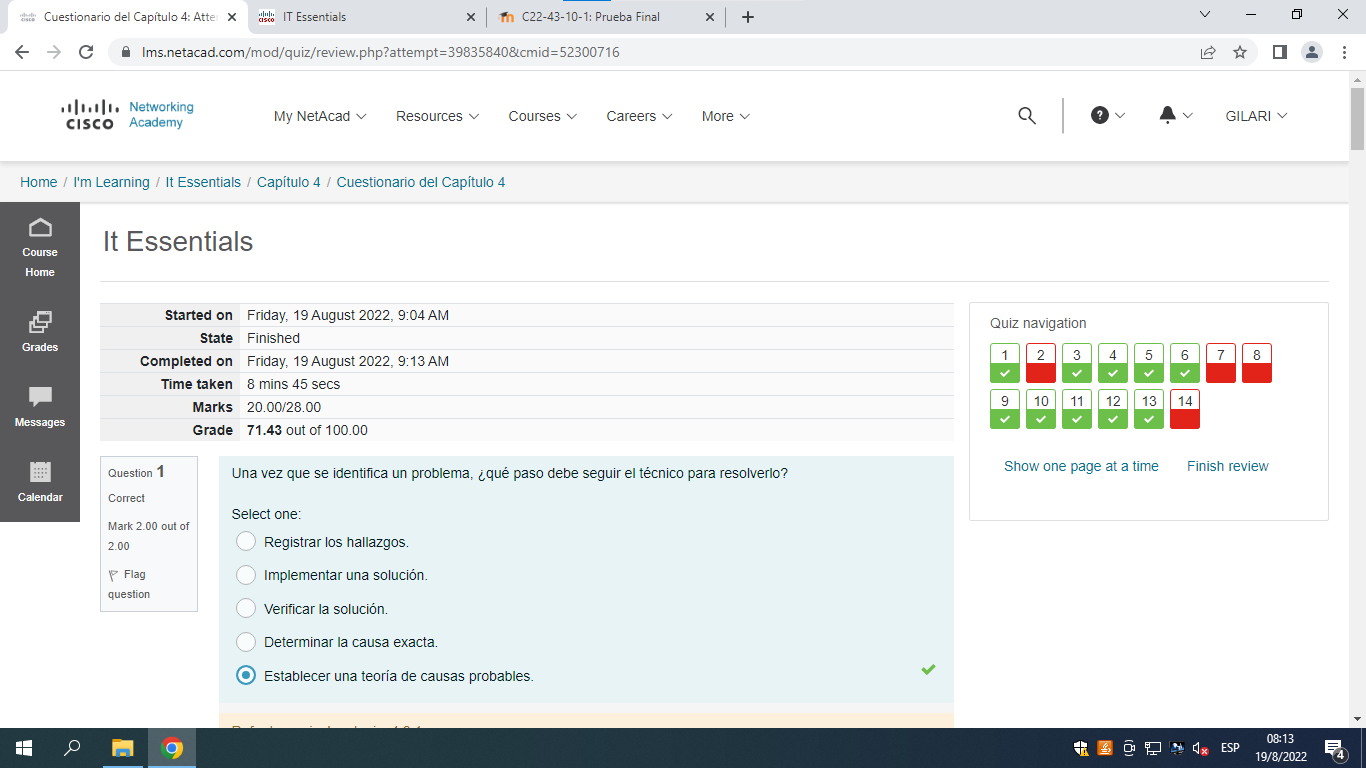 Cuestionario del Capítulo 4: Atte
IT Essentials
C22-43-10-1: Prueba Final
lms.netacad.com/mod/quiz/review.php?attempt=39835840&cmid=52300716
CISCO
Networking
Academy
My NetAcad
Resources
Courses
Careers
More
GILARI
Home / I'm Learning / It Essentials / Capítulo 4 / Cuestionario del Capítulo 4
Course
Home
Grades
Messages
Calendar
It Essentials
Started on Friday, 19 August 2022, 9:04 AM
State Finished
Completed on Friday, 19 August 2022, 9:13 AM
Time taken 8 mins 45 secs
Marks 20.00/28.00
Grade 71.43 out of 100.00
Quiz navigation
1 2 3 4 5 6 7 8
9 10 11 12 13 14
Show one page at a time Finish review
Question 1
Correct
Mark 2.00 out of
2.00
Flag
question
Una vez que se identifica un problema, ¿qué paso debe seguir el técnico para resolverlo?
Select one:
Registrar los hallazgos.
Implementar una solución.
Verificar la solución.
Determinar la causa exacta.
Establecer una teoría de causas probables.
ESP
08:13
19/8/2022
4